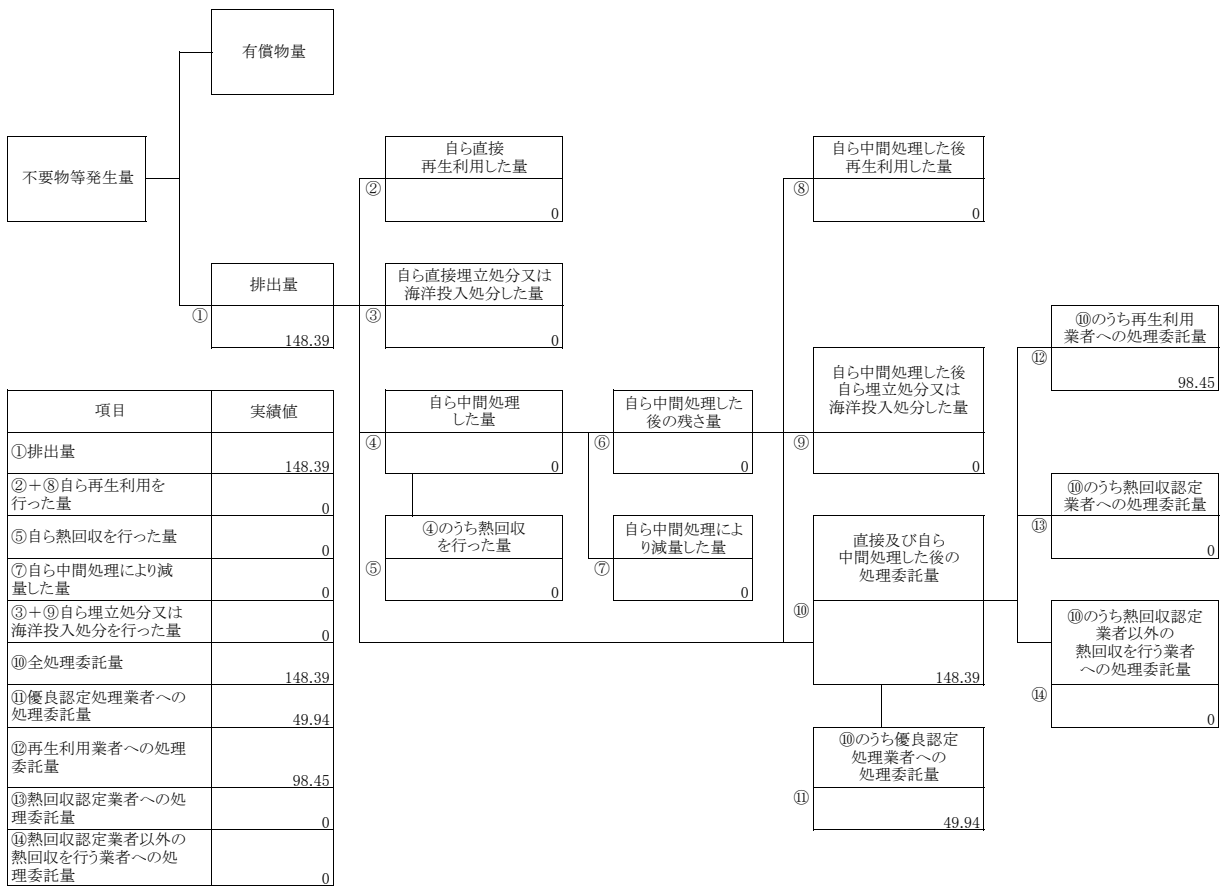 有償物量
不要物等発生量
排出量
①
148.39
自ら直接
再生利用した量
②
0
自ら直接埋立処分又は
海洋投入処分した量
③
0
自ら中間処理
した量
④
0
④のうち熱回収
を行った量
⑤
0
自ら中間処理した
後の残さ量
⑥
0
自ら中間処理によ
り減量した量
⑦
0
自ら中間処理した後
再生利用した量
⑧
0
自ら中間処理した後
自ら埋立処分又は
海洋投入処分した量
⑨
0
直接及び自ら
中間処理した後の
処理委託量
⑩
148.39
⑩のうち優良認定
処理業者への
処理委託量
⑪
49.94
⑩のうち再生利用
業者への処理委託量
⑫
98.45
⑩のうち熱回収認定
業者への処理委託量
⑬
0
⑩のうち熱回収認定
業者以外の
熱回収を行う業者
への処理委託量
⑭
0
項目 実績値
①排出量
148.39
②＋⑧自ら再生利用を
行った量
0
⑤自ら熱回収を行った量
0
⑦自ら中間処理により減
量した量
0
③＋⑨自ら埋立処分又は
海洋投入処分を行った量
0
⑩全処理委託量
148.39
⑪優良認定処理業者への
処理委託量
49.94
⑫再生利用業者への処理
委託量
98.45
⑬熱回収認定業者への処
理委託量
0
⑭熱回収認定業者以外の
熱回収を行う業者への処
理委託量
0